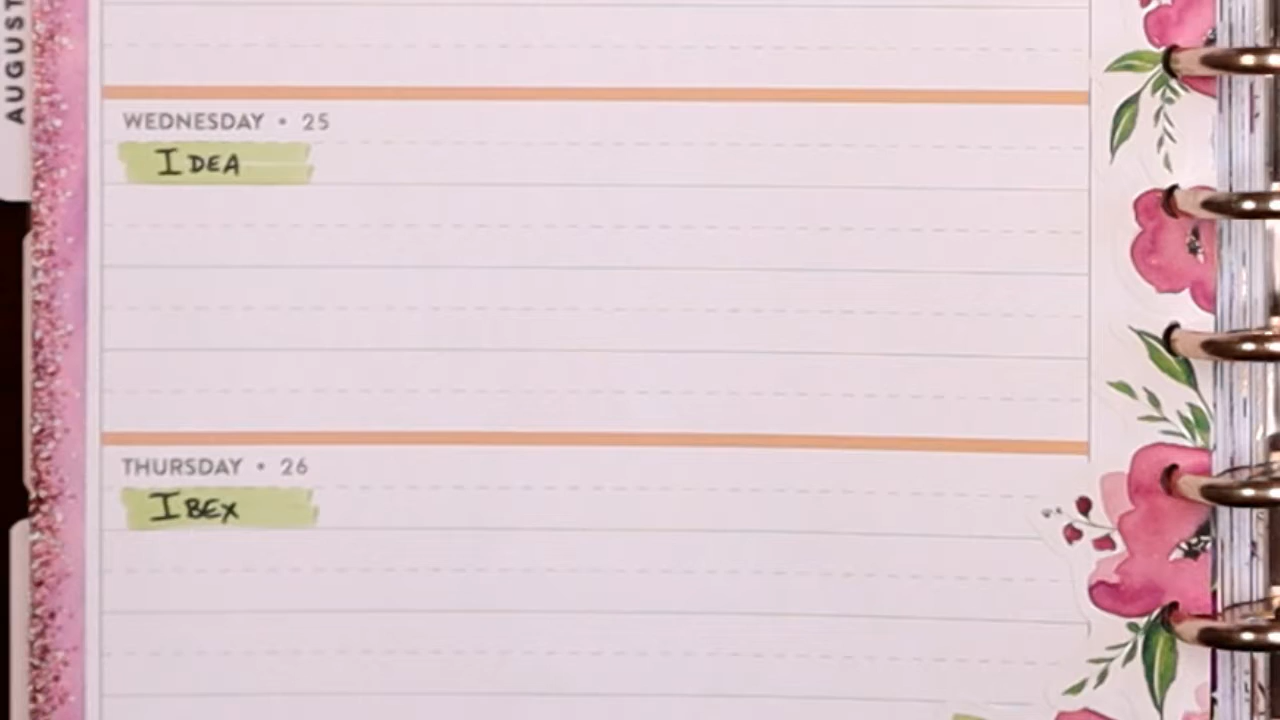 AUGUST
WEDNESDAY • 25
IDEA
THURSDAY • 26
IBEX